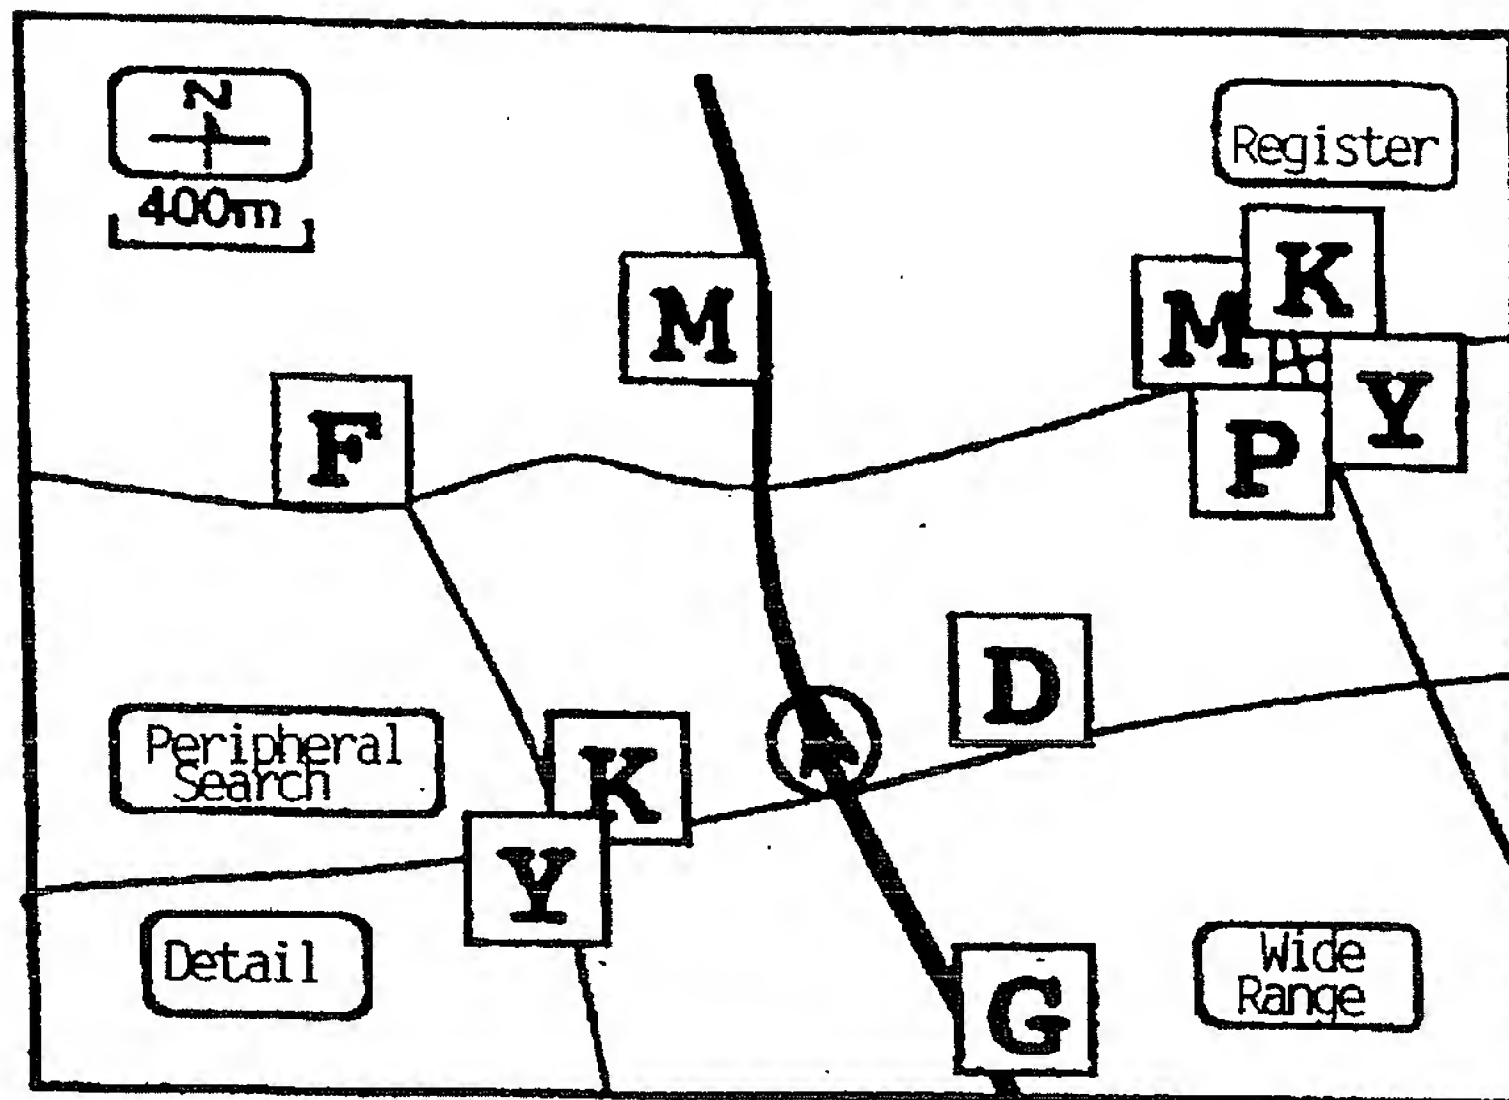 N
400m
Register
K
M
M
Y
F
P
D
Peripheral
Search
K
Y
Detail
Wide
Range
G